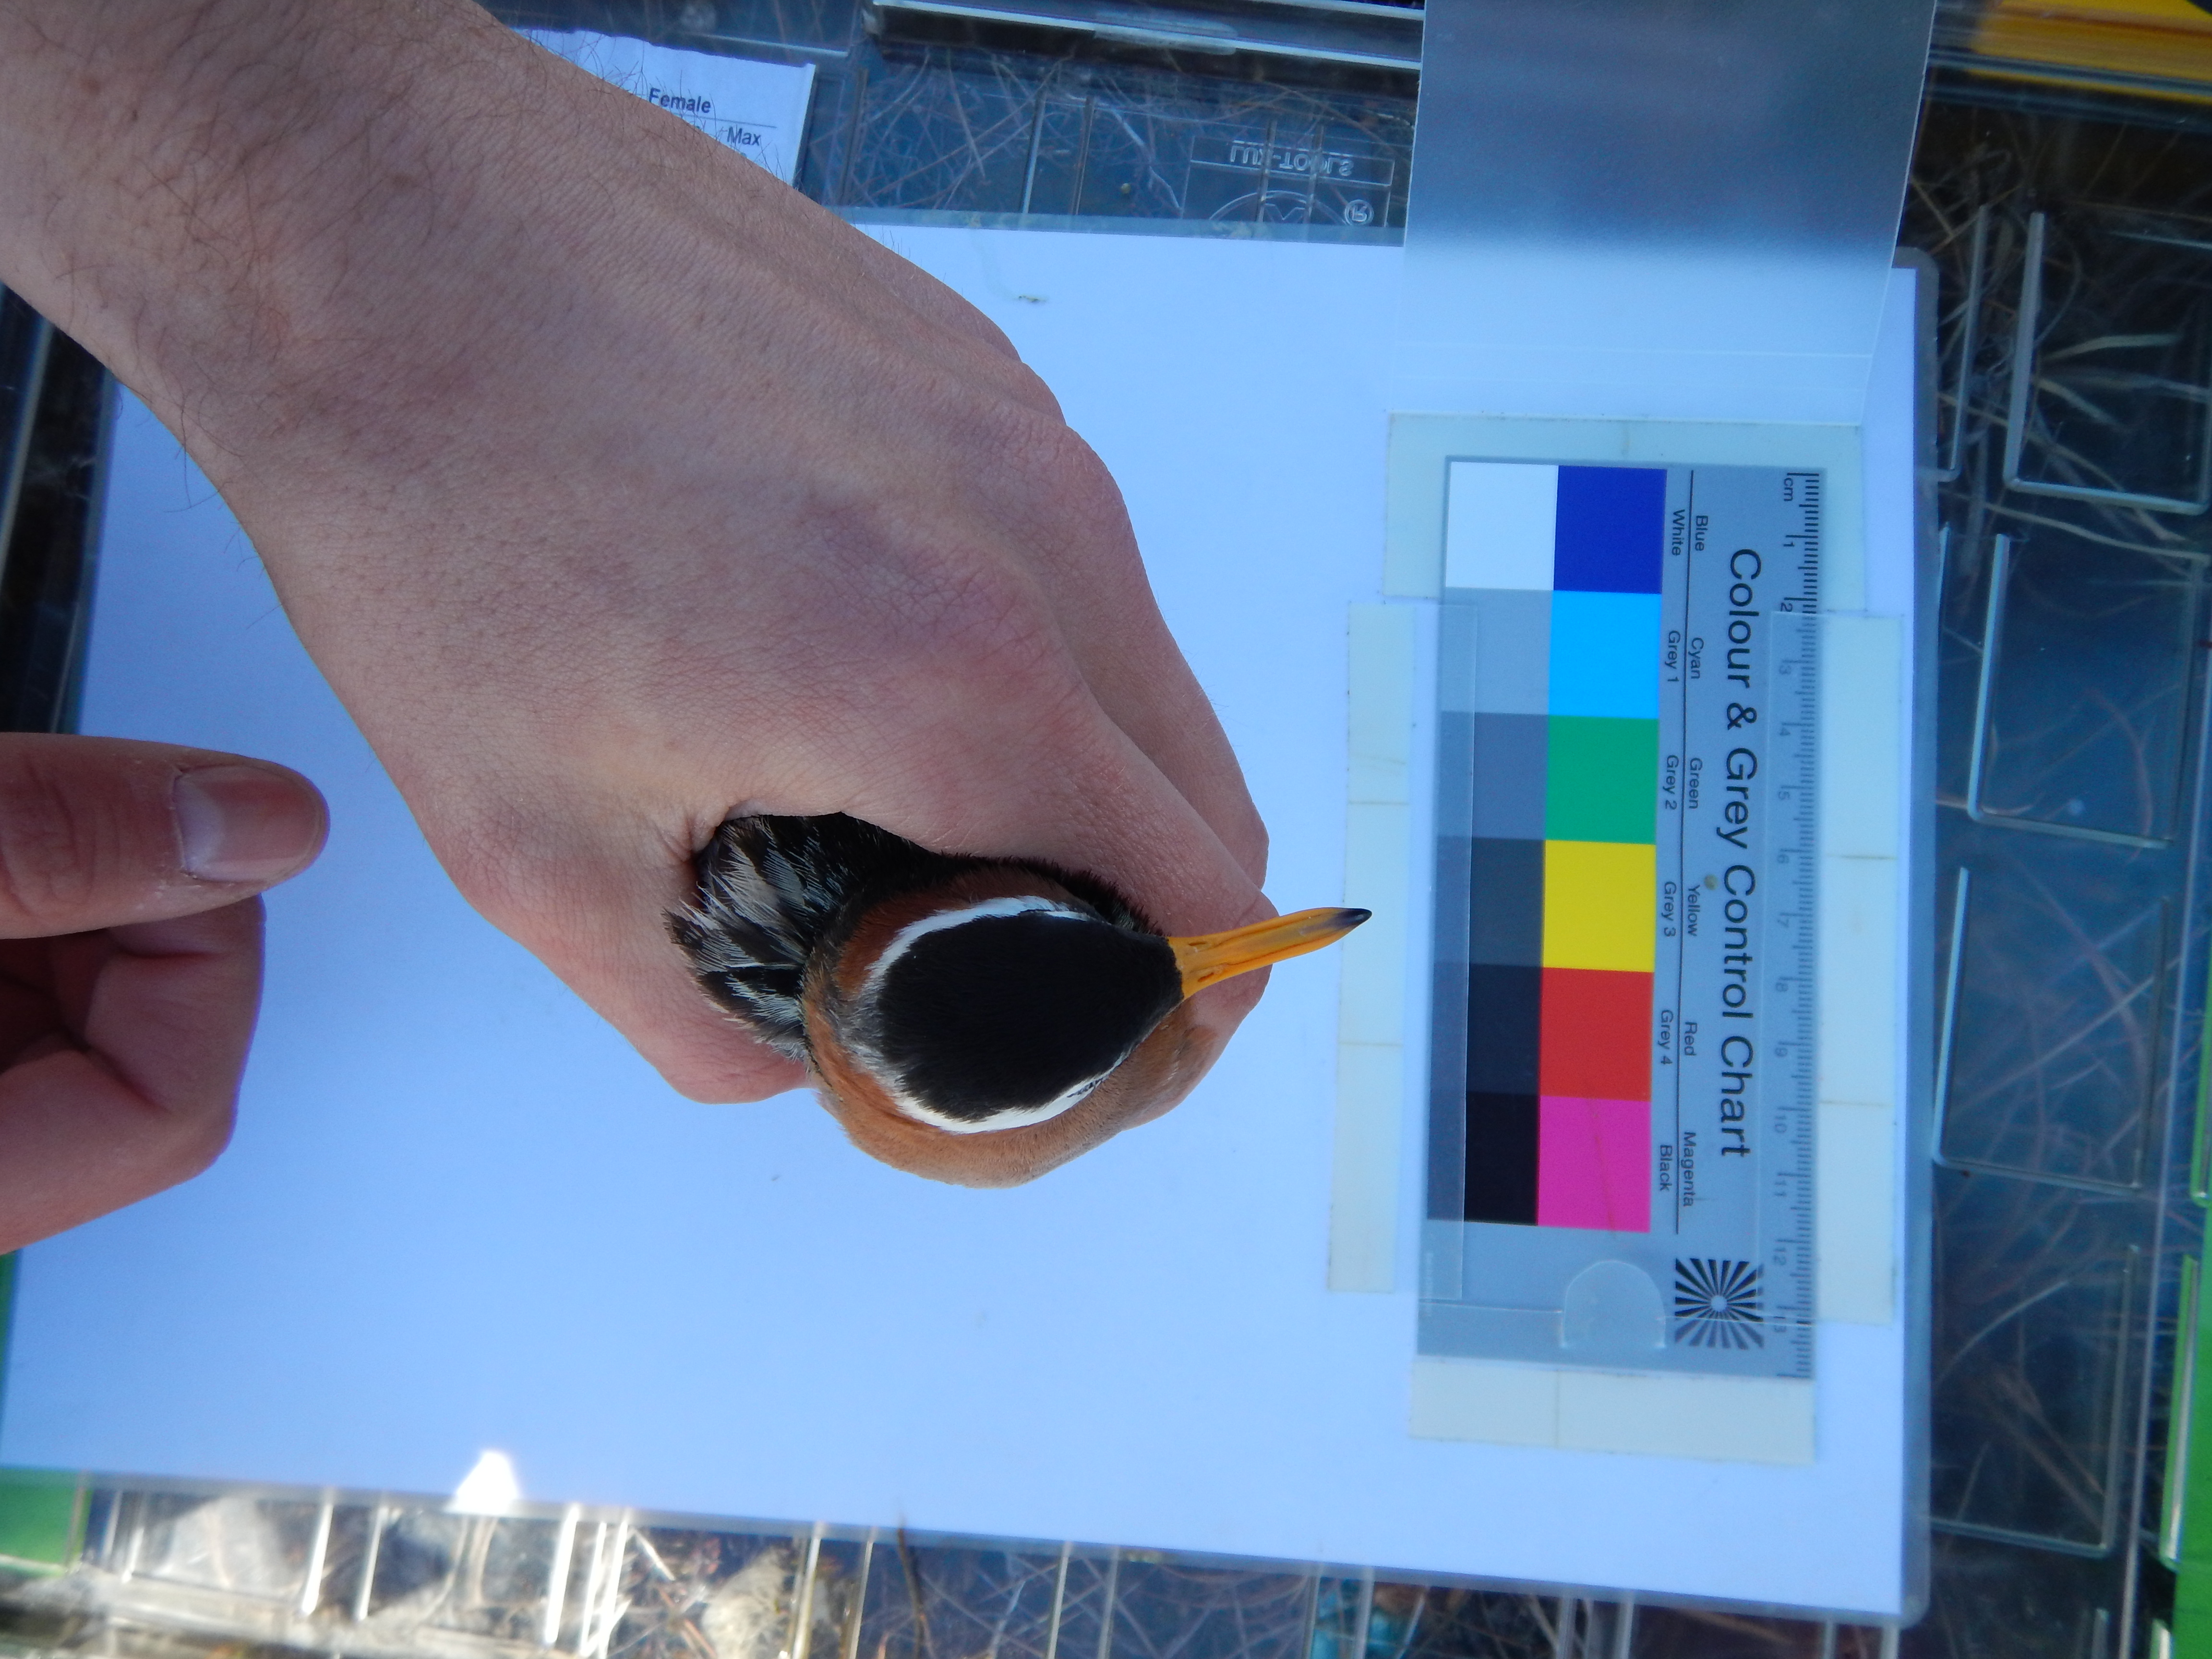 Female
Max
LUX-TOOLS
®
Colour & Grey Control Chart
Blue Cyan Green Yellow Red Magenta
White Grey 1 Grey 2 Grey 3 Grey 4 Black
cm 1 2 3 4 5 6 7 8 9 10 11 12 13